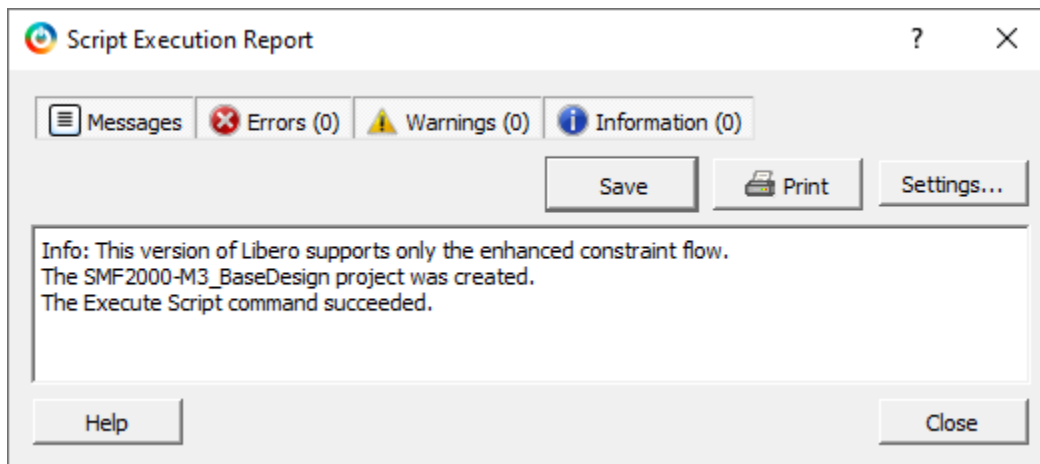 Script Execution Report
?
Messages
Errors (0)
Warnings (0)
Information (0)
Save
Print
Settings...
Info: This version of Libero supports only the enhanced constraint flow.
The SMF2000-M3_BaseDesign project was created.
The Execute Script command succeeded.
Help
Close